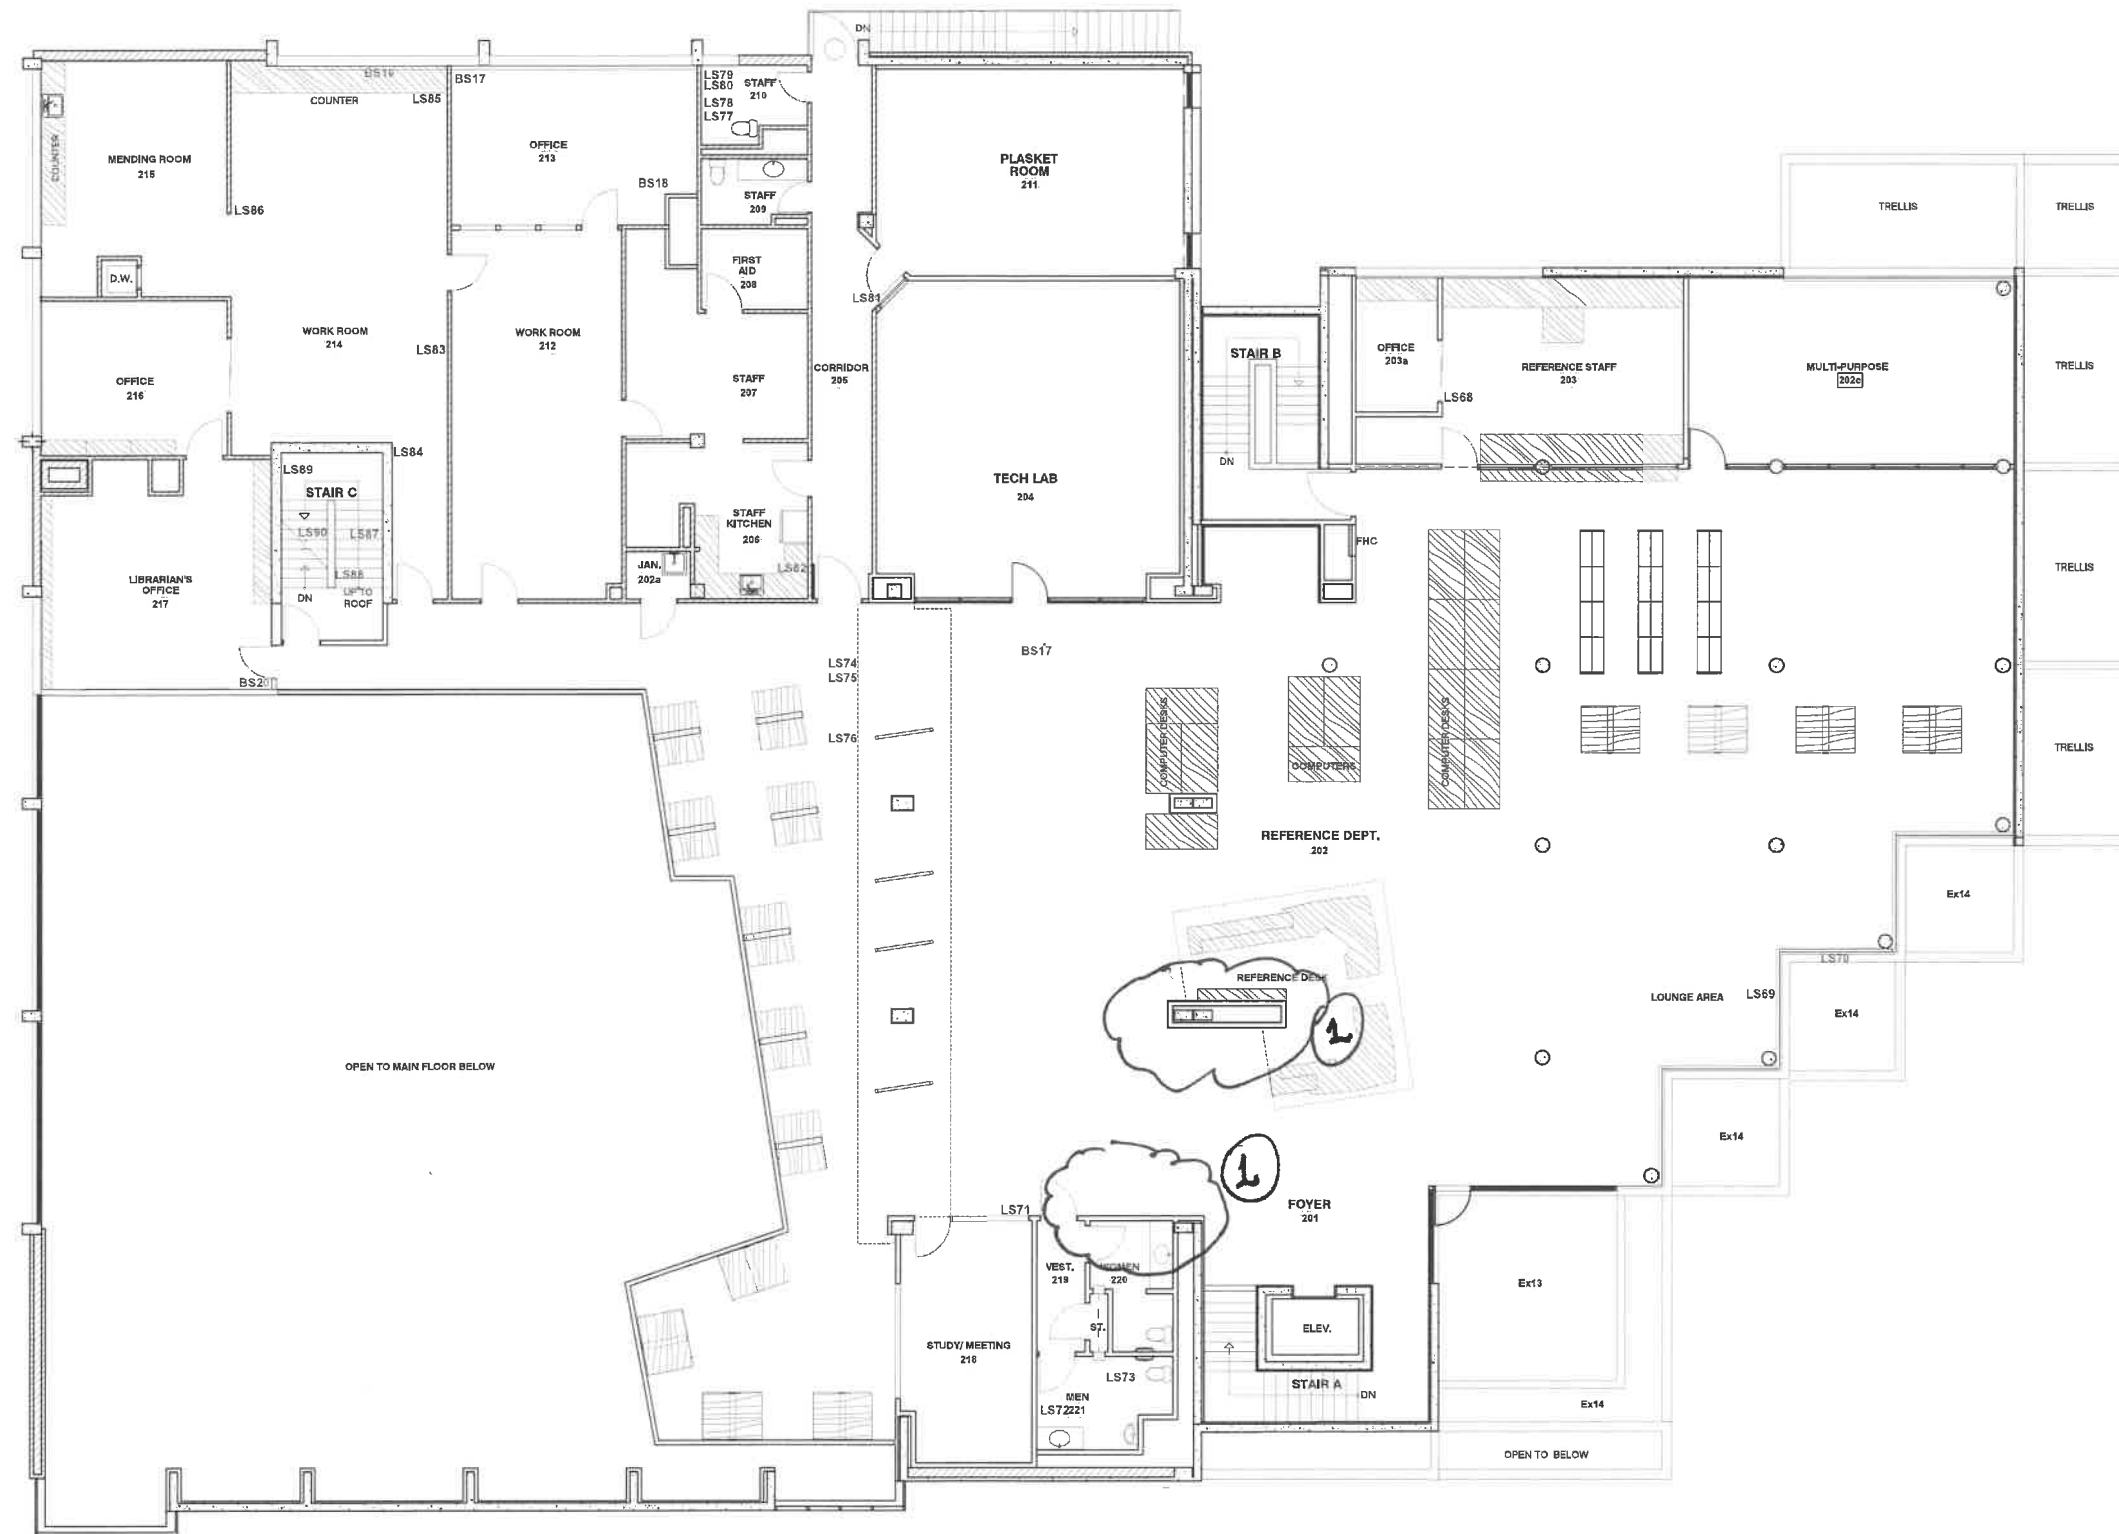 DN
BS19
BS17
LS79
LS80
STAFF
210
LS78
LS77
COUNTER
LS85
COUNTER
MENDING ROOM
215
OFFICE
213
PLASKET
ROOM
211
BS18
STAFF
209
LS86
TRELLIS
TRELLIS
FIRST
AID
208
D.W.
LS81
WORK ROOM
214
WORK ROOM
212
LS83
STAIR B
OFFICE
203a
REFERENCE STAFF
203
MULTI-PURPOSE
202c
TRELLIS
CORRIDOR
205
OFFICE
216
STAFF
207
LS68
LS84
LS89
DN
STAIR C
TECH LAB
204
STAFF
KITCHEN
206
LS90
LS87
FHC
JAN.
202a
LS82
TRELLIS
LIBRARIAN'S
OFFICE
217
LS88
UP TO
ROOF
DN
BS17
LS74
LS75
BS20
LS76
COMPUTER DESKS
COMPUTERS
COMPUTER DESKS
TRELLIS
REFERENCE DEPT.
202
Ex14
LS70
REFERENCE DESK
LOUNGE AREA
LS69
Ex14
1
OPEN TO MAIN FLOOR BELOW
Ex14
1
FOYER
201
LS71
VEST.
219
WOMEN
220
Ex13
ST.
ELEV.
STUDY/ MEETING
218
LS73
STAIR A
DN
MEN
221
LS72
Ex14
OPEN TO BELOW